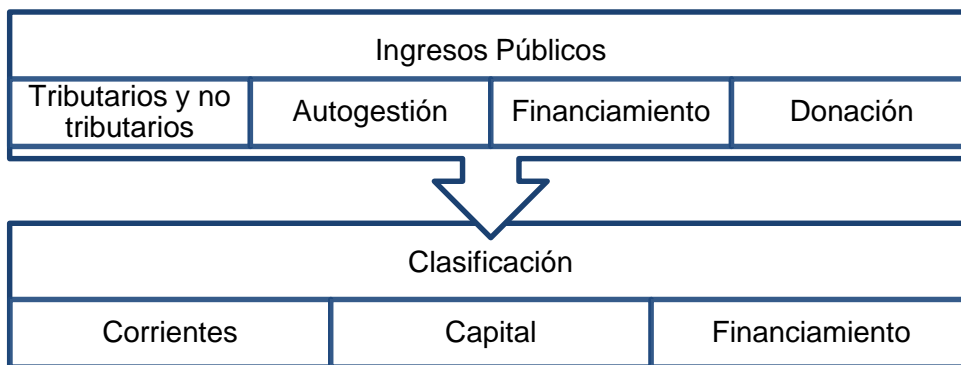 Ingresos Públicos
Tributarios y no
tributarios
Autogestión
Financiamiento
Donación
Clasificación
Corrientes
Capital
Financiamiento